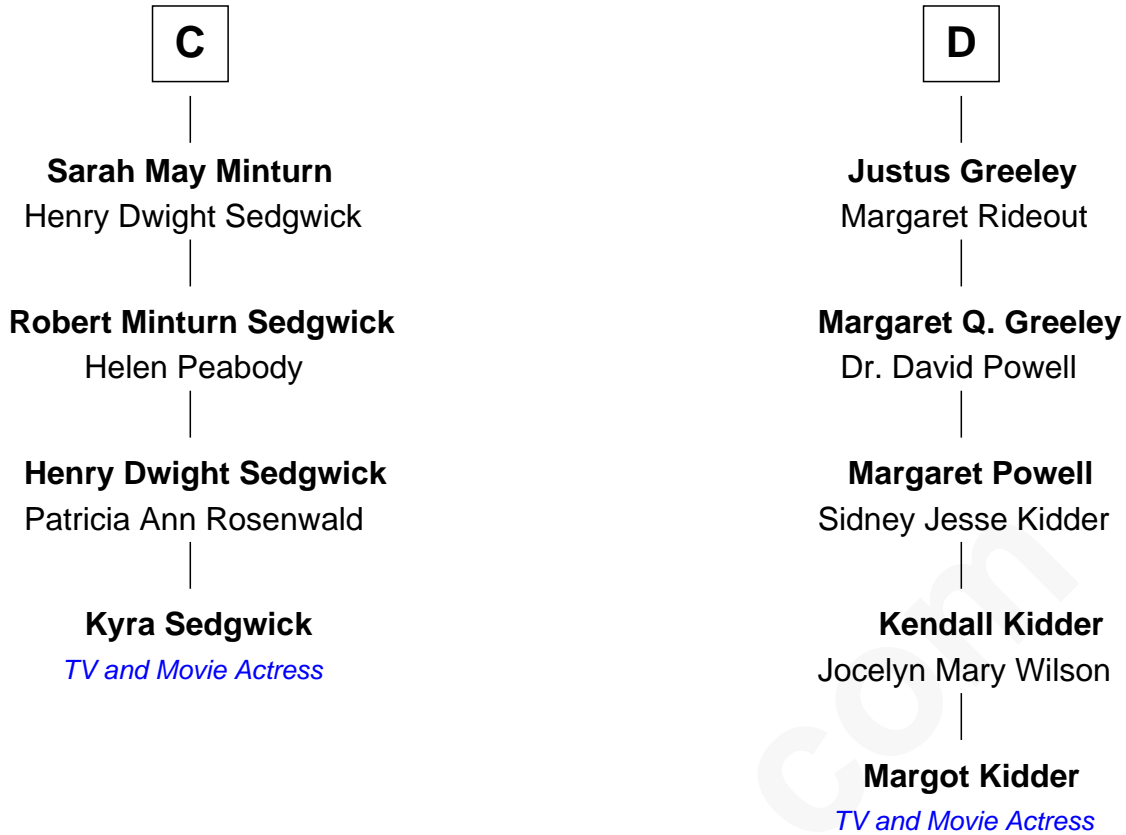 C
Sarah May Minturn
Henry Dwight Sedgwick
Robert Minturn Sedgwick
Helen Peabody
Henry Dwight Sedgwick
Patricia Ann Rosenwald
Kyra Sedgwick
TV and Movie Actress
D
Justus Greeley
Margaret Rideout
Margaret Q. Greeley
Dr. David Powell
Margaret Powell
Sidney Jesse Kidder
Kendall Kidder
Jocelyn Mary Wilson
Margot Kidder
TV and Movie Actress
com